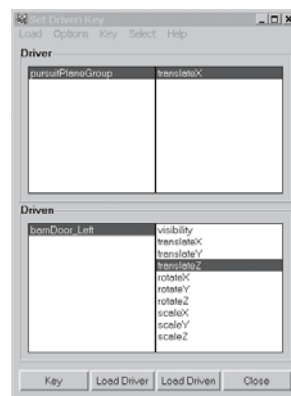 Set Driven Key
Load Options Key Select Help
Driver
pursuitPlaneGroup translateX
Driven
barnDoor_Left visibility
translateX
translateY
translateZ
rotateX
rotateY
rotateZ
scaleX
scaleY
scaleZ
Key Load Driver Load Driven Close